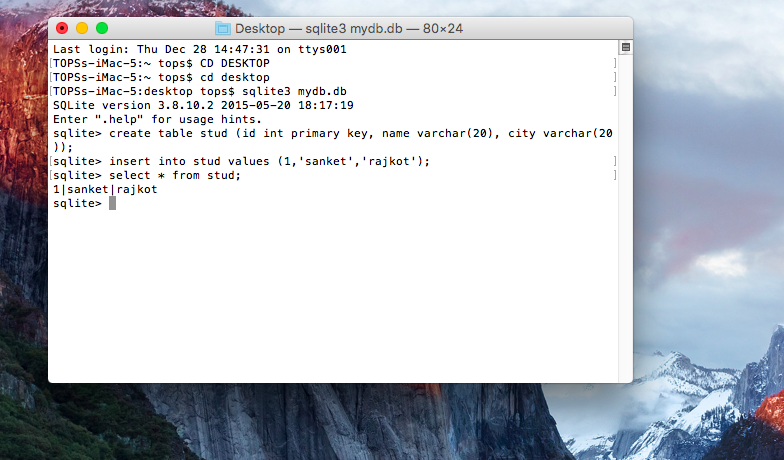 Desktop — sqlite3 mydb.db — 80×24
Last login: Thu Dec 28 14:47:31 on ttys001
[TOPSs-iMac-5:~ tops$ CD DESKTOP ]
[TOPSs-iMac-5:~ tops$ cd desktop ]
[TOPSs-iMac-5:desktop tops$ sqlite3 mydb.db ]
SQLite version 3.8.10.2 2015-05-20 18:17:19
Enter ".help" for usage hints.
sqlite> create table stud (id int primary key, name varchar(20), city varchar(20
));
[sqlite> insert into stud values (1,'sanket','rajkot'); ]
[sqlite> select * from stud; ]
1|sanket|rajkot
sqlite>